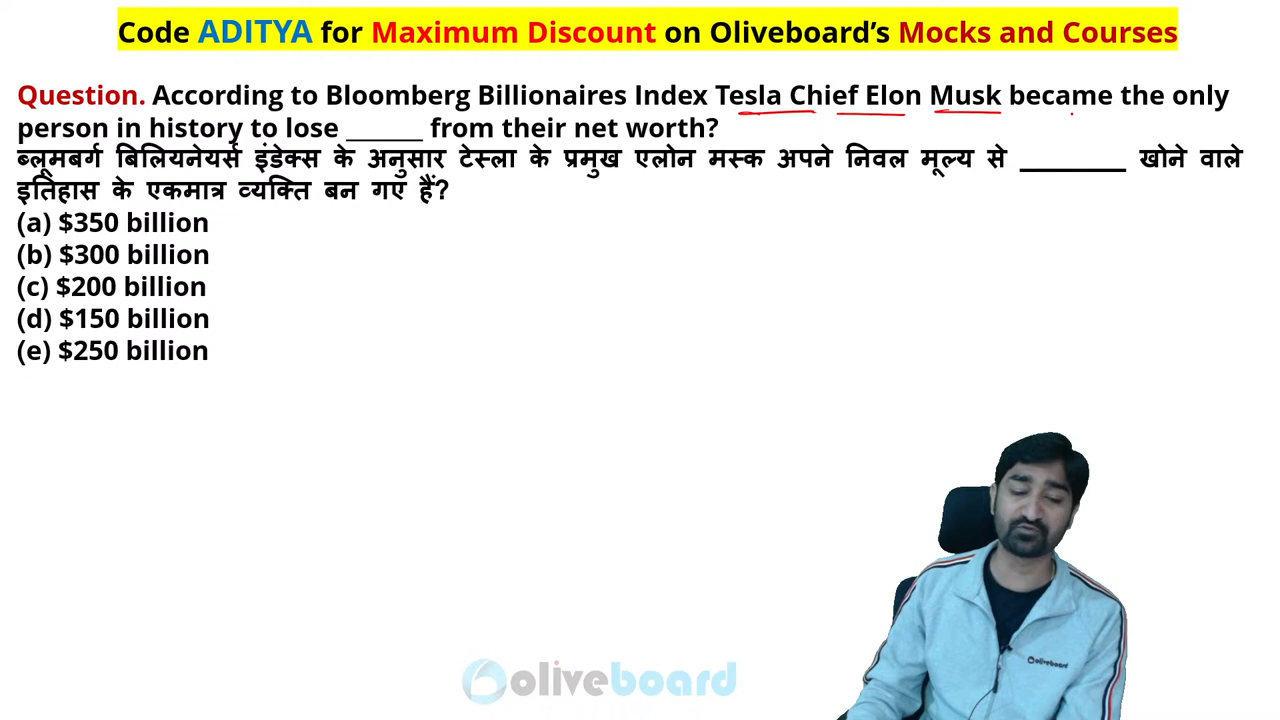 Code ADITYA for Maximum Discount on Oliveboard's Mocks and Courses
Question. According to Bloomberg Billionaires Index Tesla Chief Elon Musk became the only
person in history to lose ______ from their net worth?
ब्लूमबर्ग बिलियनेयर्स इंडेक्स के अनुसार टेस्ला के प्रमुख एलोन मस्क अपने निवल मूल्य से _________ खोने वाले
इतिहास के एकमात्र व्यक्ति बन गए हैं?
(a) $350 billion
(b) $300 billion
(c) $200 billion
(d) $150 billion
(e) $250 billion
oliveboard
oliveboard